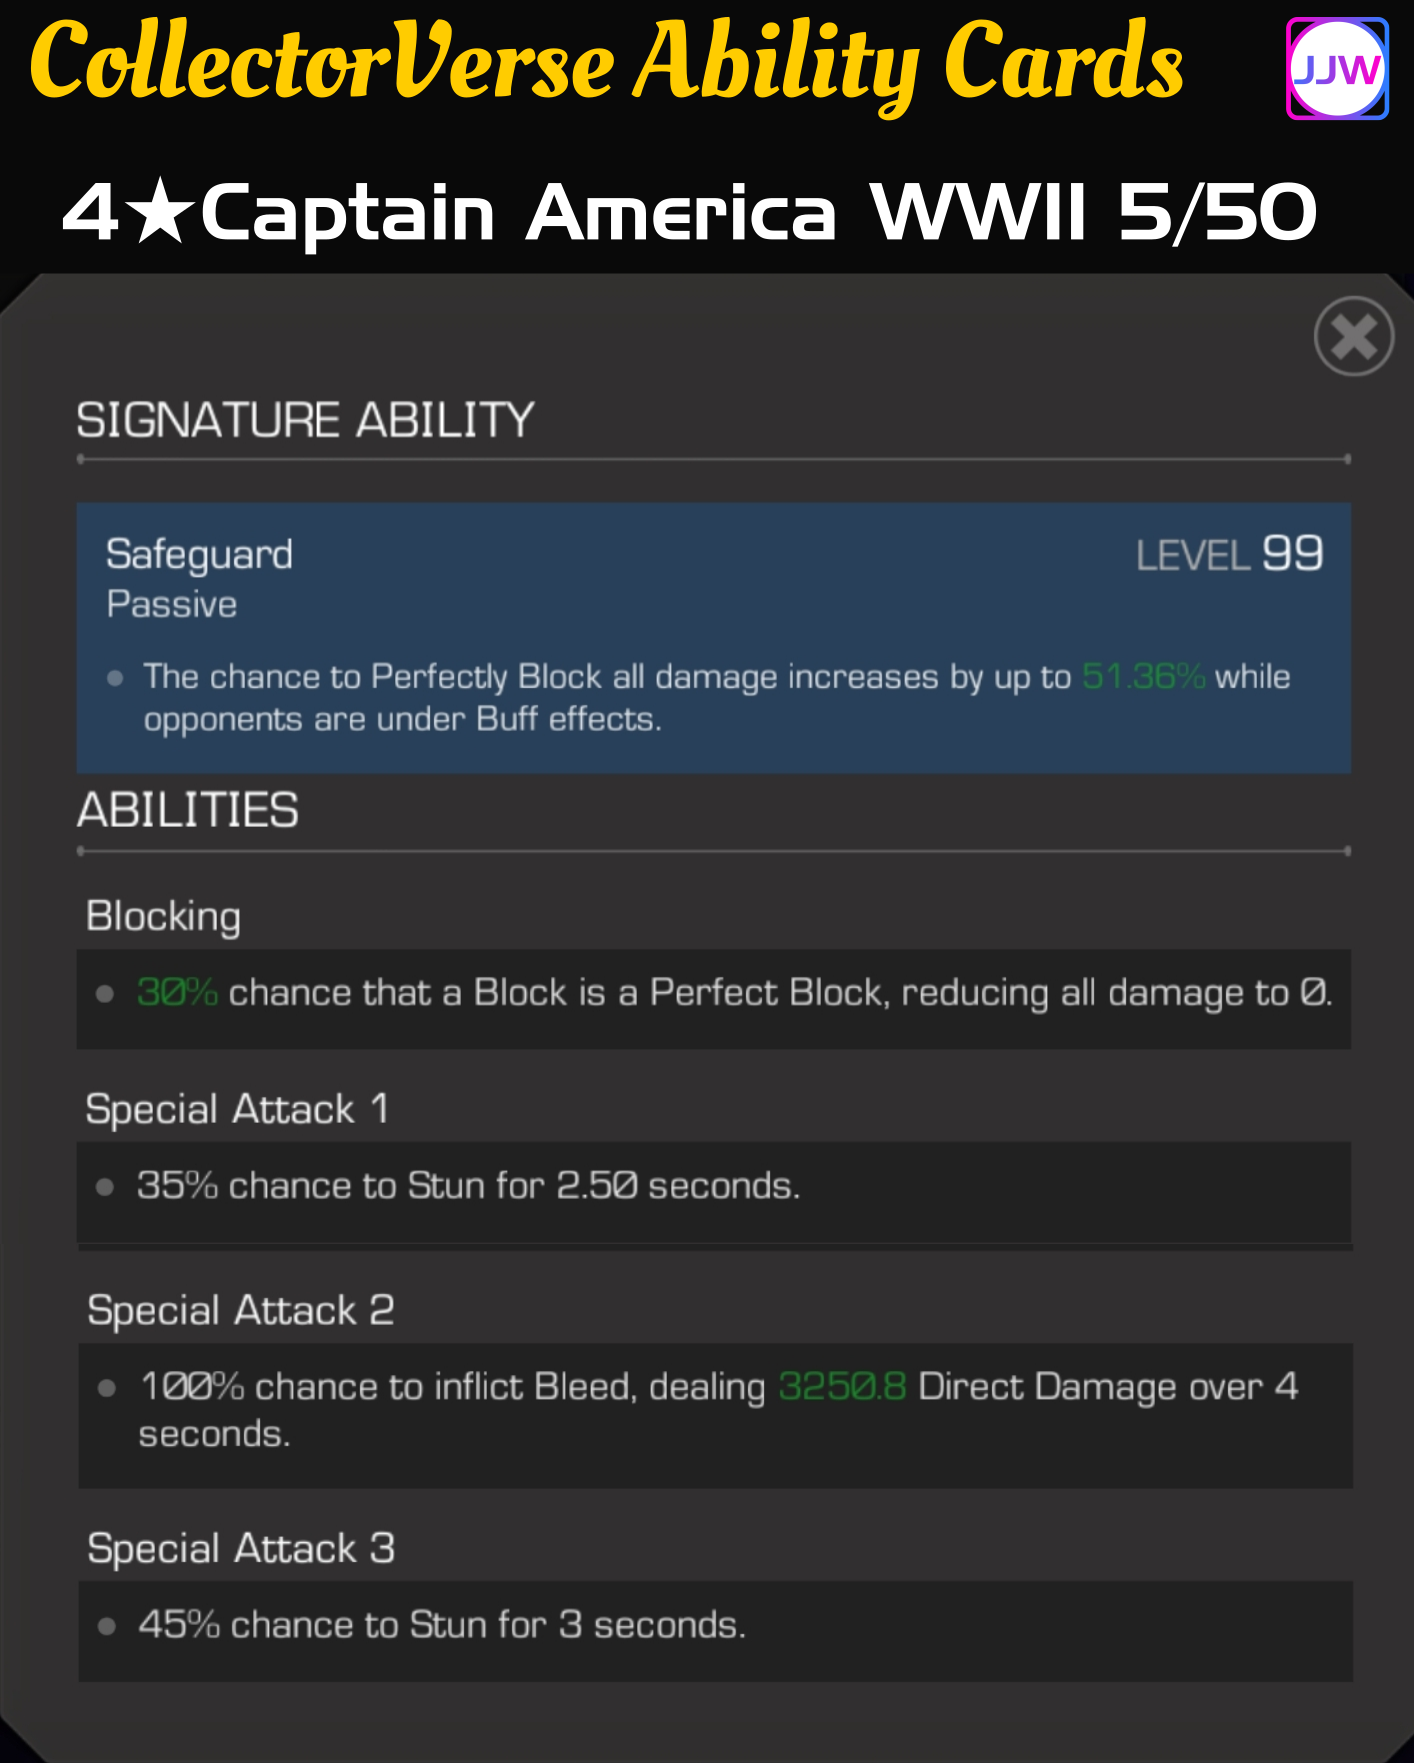 CollectorVerse Ability Cards
JJW
4★Captain America WWII 5/50
SIGNATURE ABILITY
Safeguard
LEVEL 99
Passive
The chance to Perfectly Block all damage increases by up to 51.36% while
opponents are under Buff effects.
ABILITIES
Blocking
30% chance that a Block is a Perfect Block, reducing all damage to 0.
Special Attack 1
35% chance to Stun for 2.50 seconds.
Special Attack 2
100% chance to inflict Bleed, dealing 3250.8 Direct Damage over 4
seconds.
Special Attack 3
45% chance to Stun for 3 seconds.